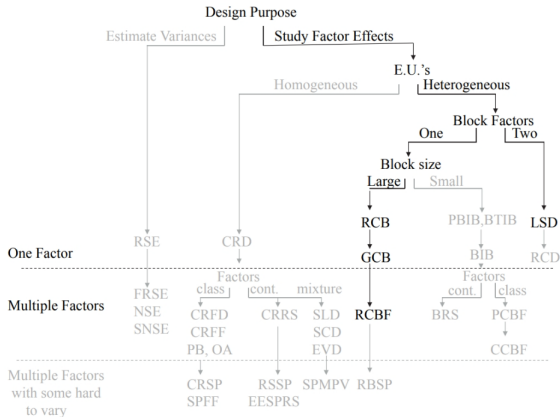 Design Purpose
Estimate Variances Study Factor Effects
E.U.'s
Homogeneous Heterogeneous
Block Factors
One Two
Block size
Large Small
RSE CRD RCB PBIB,BTIB LSD
One Factor GCB BIB RCD
Factors Factors
class cont. mixture cont. class
Multiple Factors FRSE CRFD CRRS SLD RCBF BRS PCBF
NSE CRFF SCD
SNSE PB, OA EVD CCBF
Multiple Factors CRSP RSSP SPMPV RBSP
with some hard SPFF EESPRS
to vary